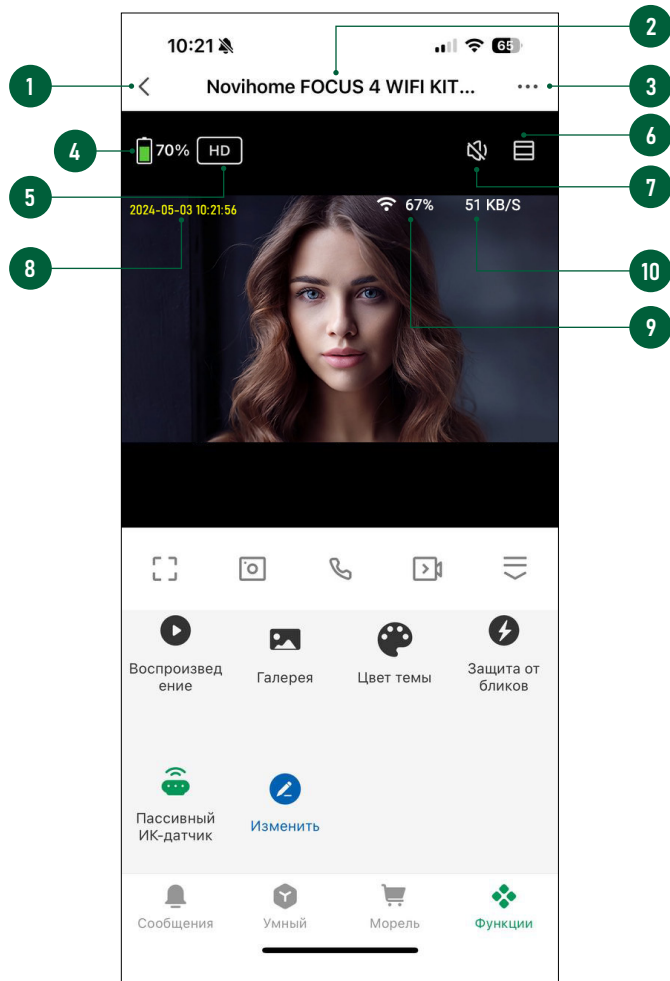 10:21
65
2
1
Novihome FOCUS 4 WIFI KIT...
3
4
70%
HD
6
5
7
2024-05-03 10:21:56
67%
51 KB/S
8
10
9
Воспроизвед
ение
Галерея
Цвет темы
Защита от
бликов
Пассивный
ИК-датчик
Изменить
Сообщения
Умный
Морель
Функции